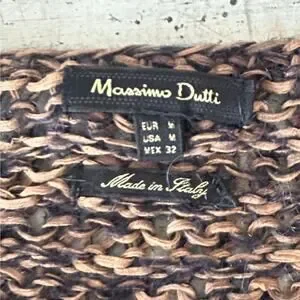 Massimo Dutti
EUR M
USA M
MEX 32
Made in Italy